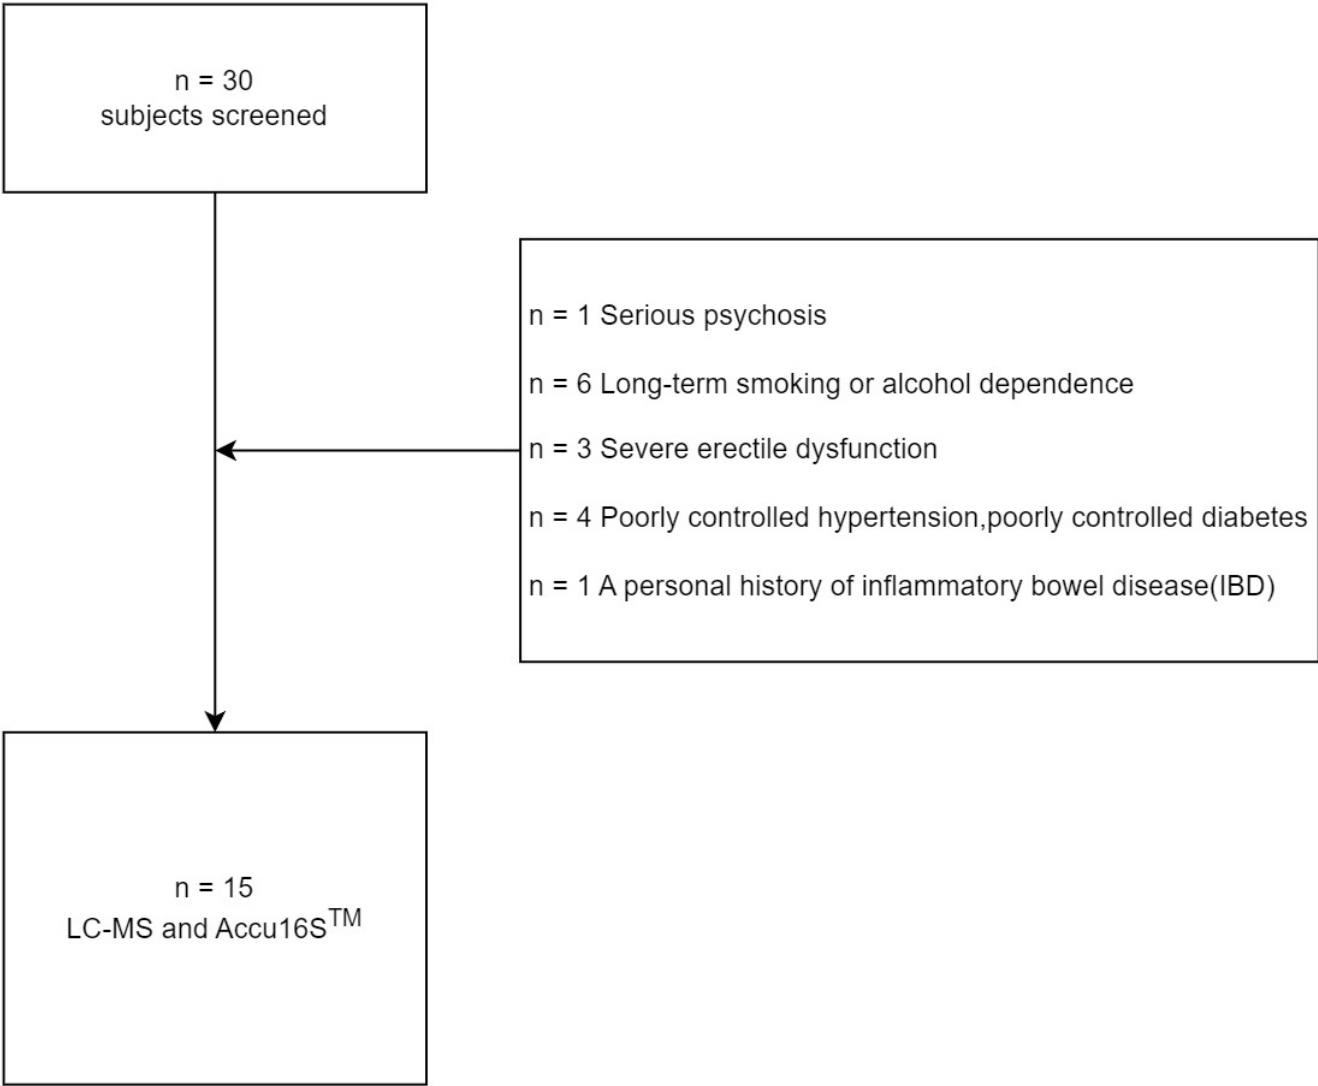 n = 30
subjects screened
n = 1 Serious psychosis
n = 6 Long-term smoking or alcohol dependence
n = 3 Severe erectile dysfunction
n = 4 Poorly controlled hypertension,poorly controlled diabetes
n = 1 A personal history of inflammatory bowel disease(IBD)
n = 15
LC-MS and Accu16S™